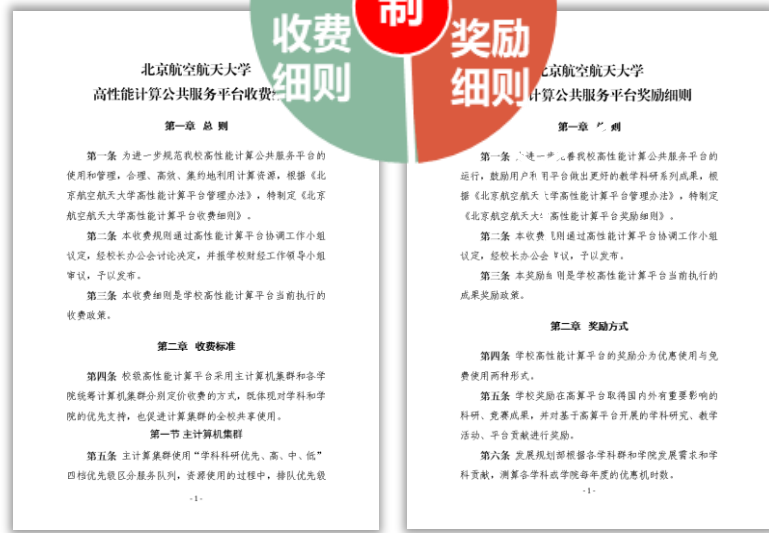 制
收费
细则
奖励
细则
北京航空航天大学
高性能计算公共服务平台收费
第一章 总 则
第一条 为进一步规范我校高性能计算公共服务平台的
使用和管理，合理、高效、集约地利用计算资源，根据《北
京航空航天大学高性能计算平台管理办法》，特制定《北京
航空航天大学高性能计算平台收费细则》。
第二条 本收费规则通过高性能计算平台协调工作小组
议定，经校长办公会讨论决定，并报学校财经工作领导小组
审议，予以发布。
第三条 本收费细则是学校高性能计算平台当前执行的
收费政策。
第二章 收费标准
第四条 校级高性能计算平台采用主计算机集群和各学
院统筹计算机集群分别定价收费的方式，既体现对学科和学
院的优先支持，也促进计算集群的全校共享使用。
第一节 主计算机集群
第五条 主计算集群使用“学科科研优先、高、中、低”
四档优先级区分服务队列，资源使用的过程中，排队优先级
-1-
北京航空航天大学
计算公共服务平台奖励细则
第一章 则
第一条 进一步完善我校高性能计算公共服务平台的
运行，鼓励用户利用平台做出更好的教学科研系列成果，根
据《北京航空航天大学高性能计算平台管理办法》，特制定
《北京航空航天大学高性能计算平台奖励细则》。
第二条 本收费规则通过高性能计算平台协调工作小组
议定，经校长办公会审议，予以发布。
第三条 本奖励细则是学校高性能计算平台当前执行的
成果奖励政策。
第二章 奖励方式
第四条 学校高性能计算平台的奖励分为优惠使用与免
费使用两种形式。
第五条 学校奖励在高算平台取得国内外有重要影响的
科研、竞赛成果，并对基于高算平台开展的学科研究、教学
活动、平台贡献进行奖励。
第六条 发展规划部根据各学科群和学院发展需求和学
科贡献，测算各学科或学院每年度的优惠机时数。
-1-